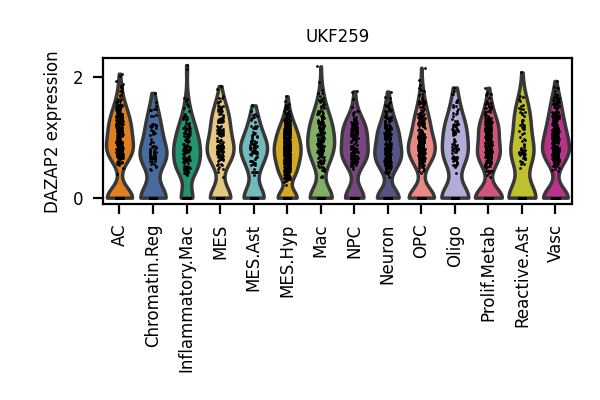 UKF259
DAZAP2 expression
2
0
AC
Chromatin.Reg
Inflammatory.Mac
MES
MES.Ast
MES.Hyp
Mac
NPC
Neuron
OPC
Oligo
Prolif.Metab
Reactive.Ast
Vasc